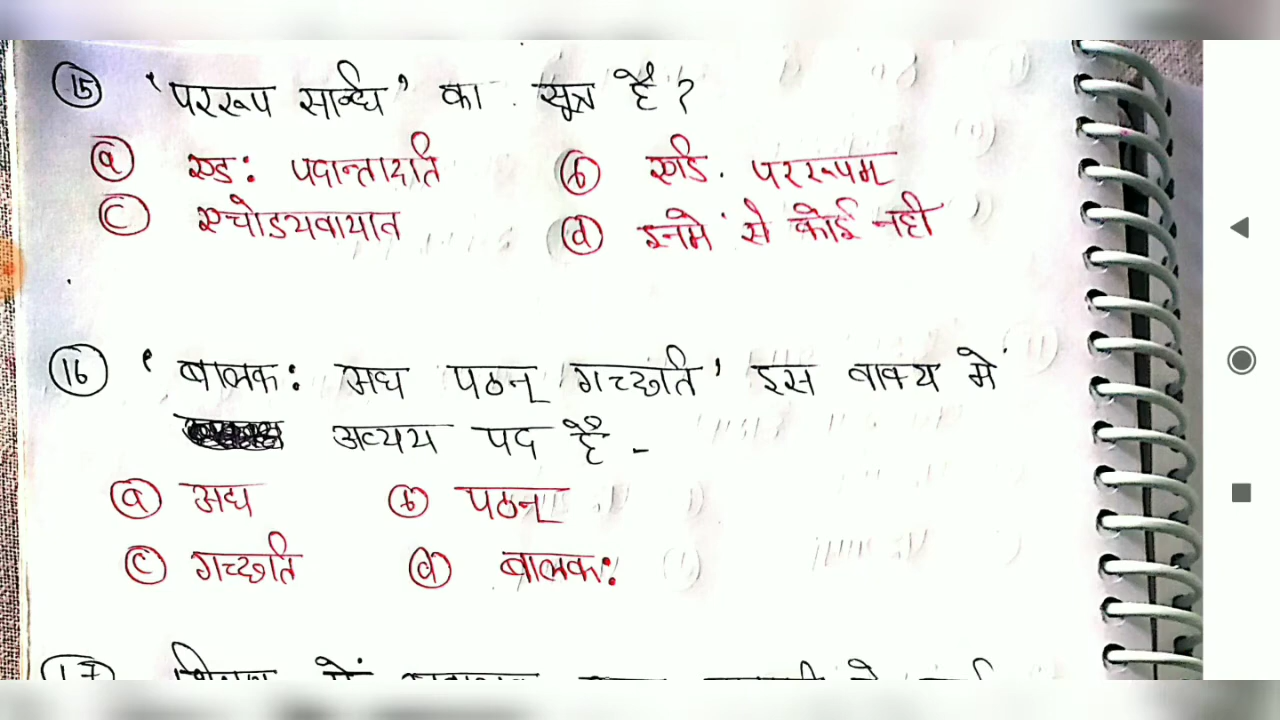 15 'पररूप सन्धि' का सूत्र है?
a एङ: पदान्तादति b एङि पररूपम्
c एचोऽयवायाव d इनमे से कोई नही
16 ' बालक: अद्य पठन् गच्छति' इस वाक्य में
अव्यय पद है -
a अद्य b पठन्
c गच्छति d बालक:
17 में